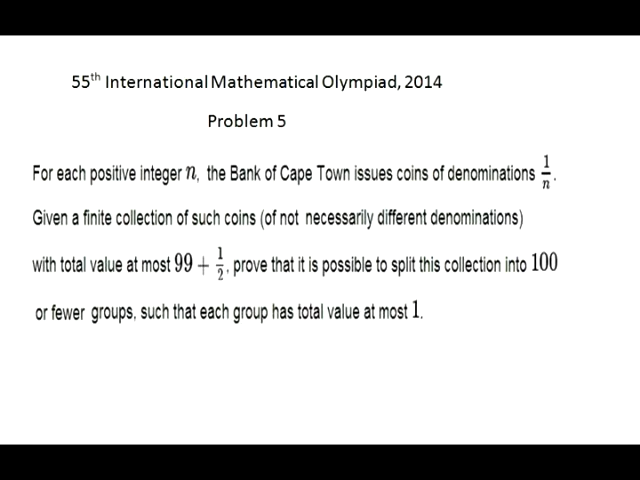 55th International Mathematical Olympiad, 2014
Problem 5
For each positive integer n, the Bank of Cape Town issues coins of denominations 1/n.
Given a finite collection of such coins (of not necessarily different denominations)
with total value at most 99 + 1/2, prove that it is possible to split this collection into 100
or fewer groups, such that each group has total value at most 1.